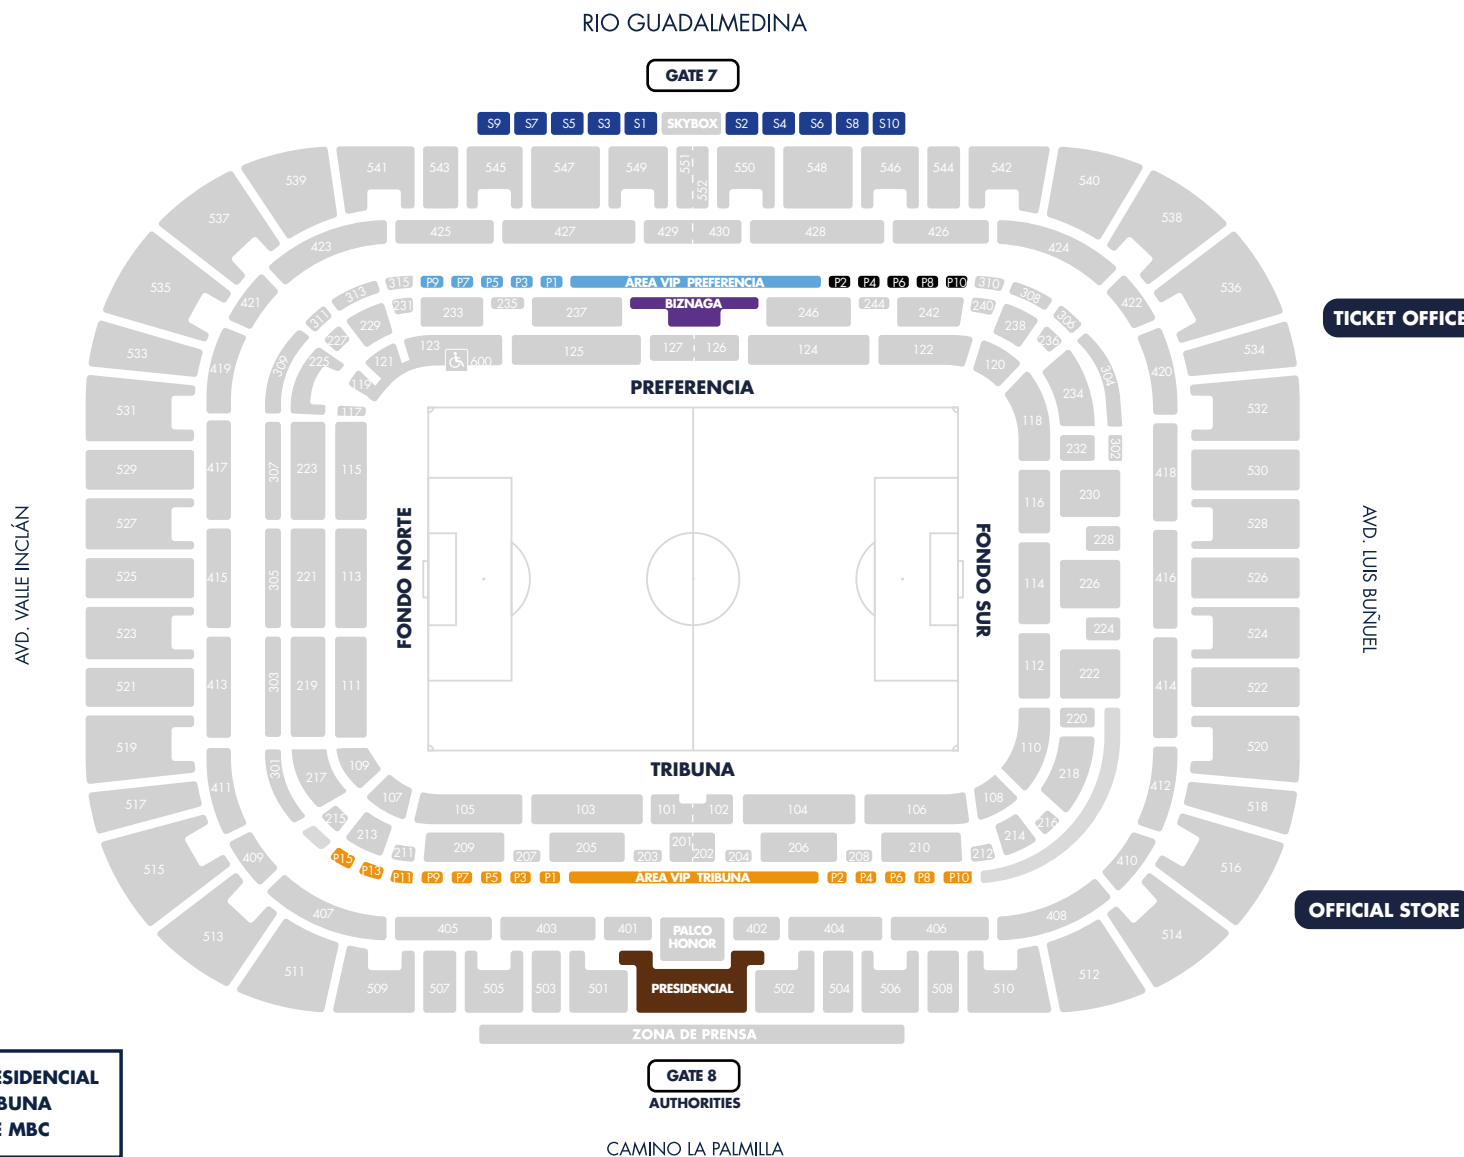 RIO GUADALMEDINA
GATE 7
S9 S7 S5 S3 S1 SKYBOX S2 S4 S6 S8 S10
539 541 543 545 547 549 551 552 550 548 546 544 542 540
537 538
423 425 427 429 430 428 426 424
535 536
421 422
313 315 P9 P7 P5 P3 P1 ÁREA VIP PREFERENCIA P2 P4 P6 P8 P10 310 308
311 229 231 233 235 237 BIZNAGA 246 244 242 240 238 306
TICKET OFFICE
533 419 309 225 227 121 123 600 125 127 126 124 122 120 236 304 420 534
119 117
PREFERENCIA
118 234
531 532
232 302
529 417 307 223 115 116 230 418 530
527 228 528
AVD. VALLE INCLÁN
FONDO NORTE
FONDO SUR
AVD. LUIS BUÑUEL
525 415 305 221 113 114 226 416 526
523 224 524
521 413 303 219 111 112 222 414 522
220
519 110 520
TRIBUNA
411 301 217 109 218 412
517 107 105 103 101 102 104 106 108 518
215 213 216 214
211 209 207 205 203 201 202 204 206 208 210 212
515 409 410 516
P15 P13 P11 P9 P7 P5 P3 P1 ÁREA VIP TRIBUNA P2 P4 P6 P8 P10
OFFICIAL STORE
407 405 403 401 PALCO HONOR 402 404 406 408
513 514
511 509 507 505 503 501 PRESIDENCIAL 502 504 506 508 510 512
ZONA DE PRENSA
GATE 8
AUTHORITIES
ESIDENCIAL
BUNA
E MBC
CAMINO LA PALMILLA